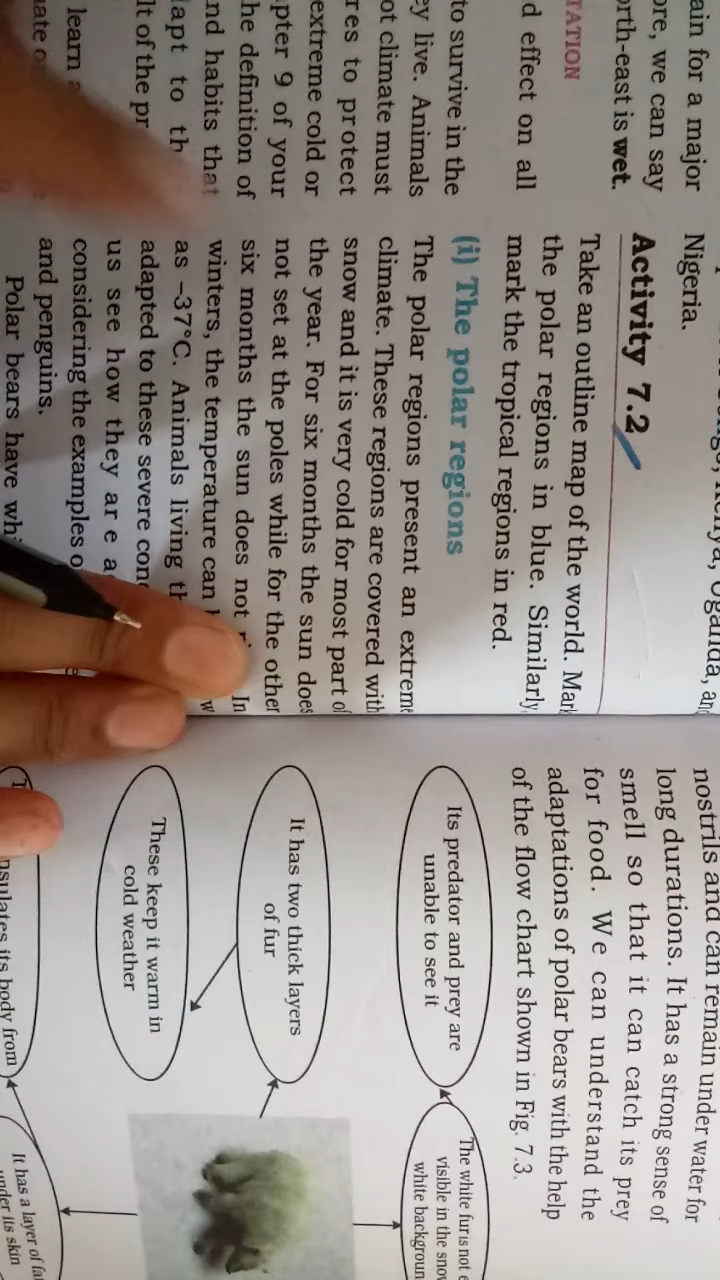 ain for a major
ore, we can say
orth-east is wet.
TATION
d effect on all
to survive in the
ey live. Animals
ot climate must
res to protect
extreme cold or
pter 9 of your
he definition of
nd habits that
lapt to th
lt of the pr
learn
Nigeria.
Activity 7.2
Take an outline map of the world. Mark
the polar regions in blue. Similarly
mark the tropical regions in red.
(i) The polar regions
The polar regions present an extreme
climate. These regions are covered with
snow and it is very cold for most part of
the year. For six months the sun does
not set at the poles while for the other
six months the sun does not In
winters, the temperature can
as –37°C. Animals living th
adapted to these severe con
us see how they ar e a
considering the examples o
and penguins.
Polar bears have whi
nostrils and can remain under water for
long durations. It has a strong sense of
smell so that it can catch its prey
for food. We can understand the
adaptations of polar bears with the help
of the flow chart shown in Fig. 7.3.
Its predator and prey are
unable to see it
The white fur is not e
visible in the snow
white backgroun
It has two thick layers
of fur
These keep it warm in
cold weather
nsulates its body from
It has a layer of fa
under its skin